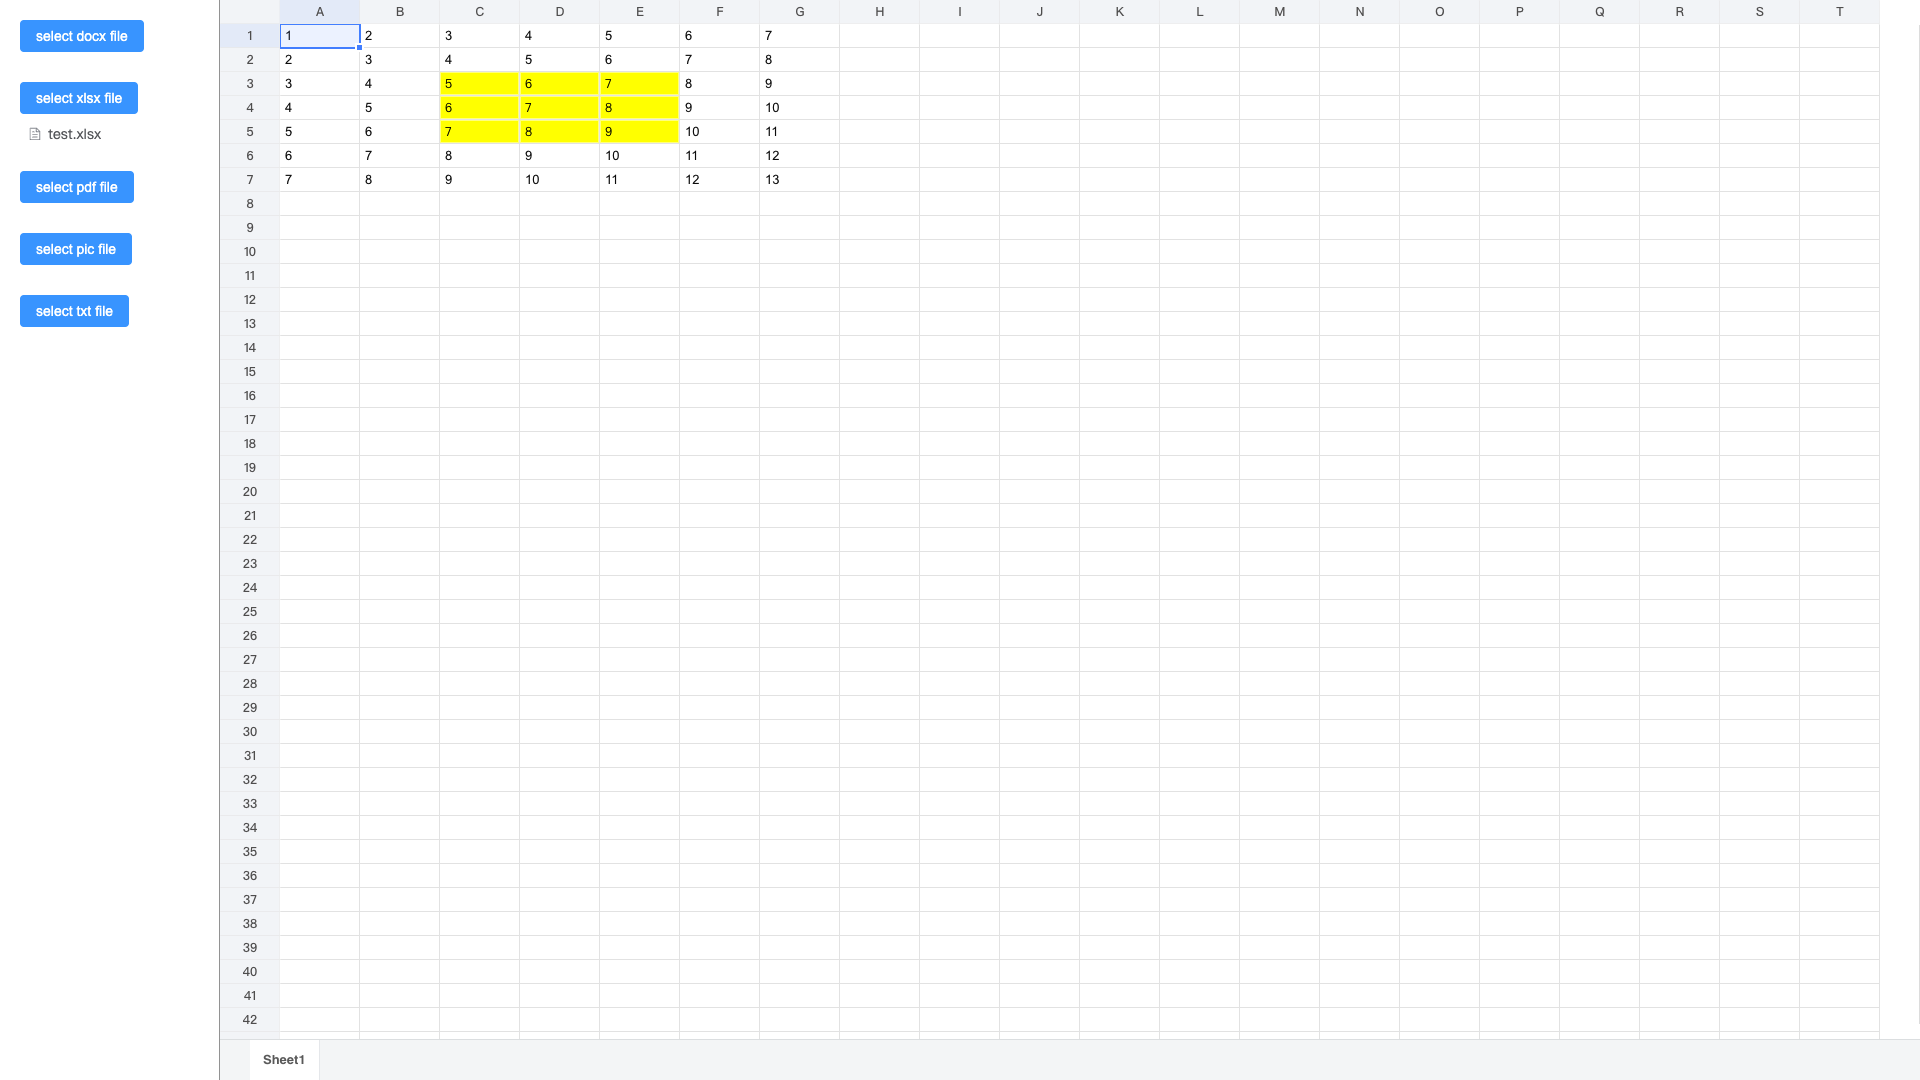 select docx file
select xlsx file
test.xlsx
select pdf file
select pic file
select txt file
A B C D E F G H I J K L M N O P Q R S T
1 1 2 3 4 5 6 7
2 2 3 4 5 6 7 8
3 3 4 5 6 7 8 9
4 4 5 6 7 8 9 10
5 5 6 7 8 9 10 11
6 6 7 8 9 10 11 12
7 7 8 9 10 11 12 13
8
9
10
11
12
13
14
15
16
17
18
19
20
21
22
23
24
25
26
27
28
29
30
31
32
33
34
35
36
37
38
39
40
41
42
Sheet1